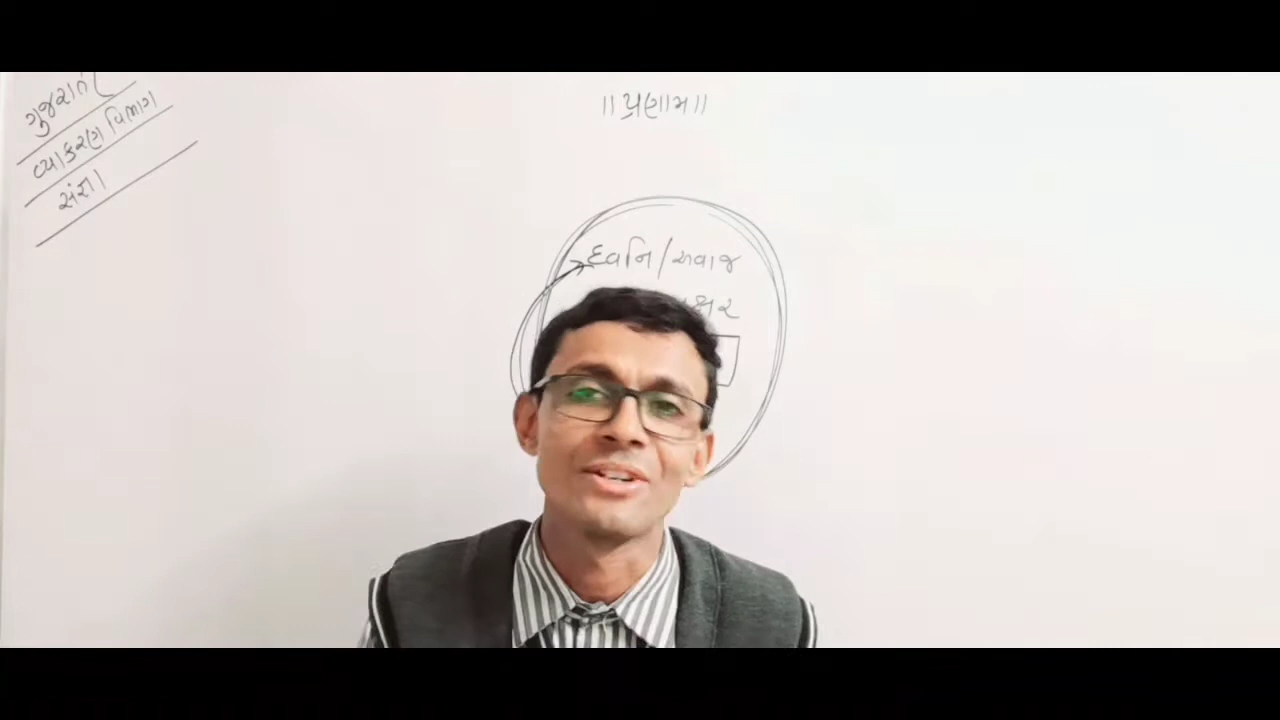 ગુજરાતી
વ્યાકરણ વિભાગ
સંજ્ઞા
॥પ્રણામ॥
ધ્વનિ/અવાજ